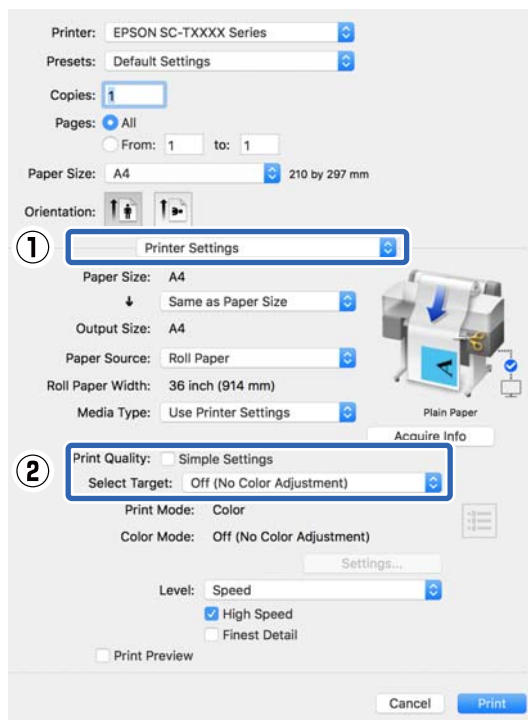 Printer: EPSON SC-TXXXX Series
Presets: Default Settings
Copies: 1
Pages: All
From: 1 to: 1
Paper Size: A4 210 by 297 mm
Orientation:
1 Printer Settings
Paper Size: A4
Same as Paper Size
Output Size: A4
Paper Source: Roll Paper
Roll Paper Width: 36 inch (914 mm)
Media Type: Use Printer Settings
A
Plain Paper
Acquire Info
2 Print Quality: Simple Settings
Select Target: Off (No Color Adjustment)
Print Mode: Color
Color Mode: Off (No Color Adjustment)
Settings...
Level: Speed
High Speed
Finest Detail
Print Preview
Cancel Print